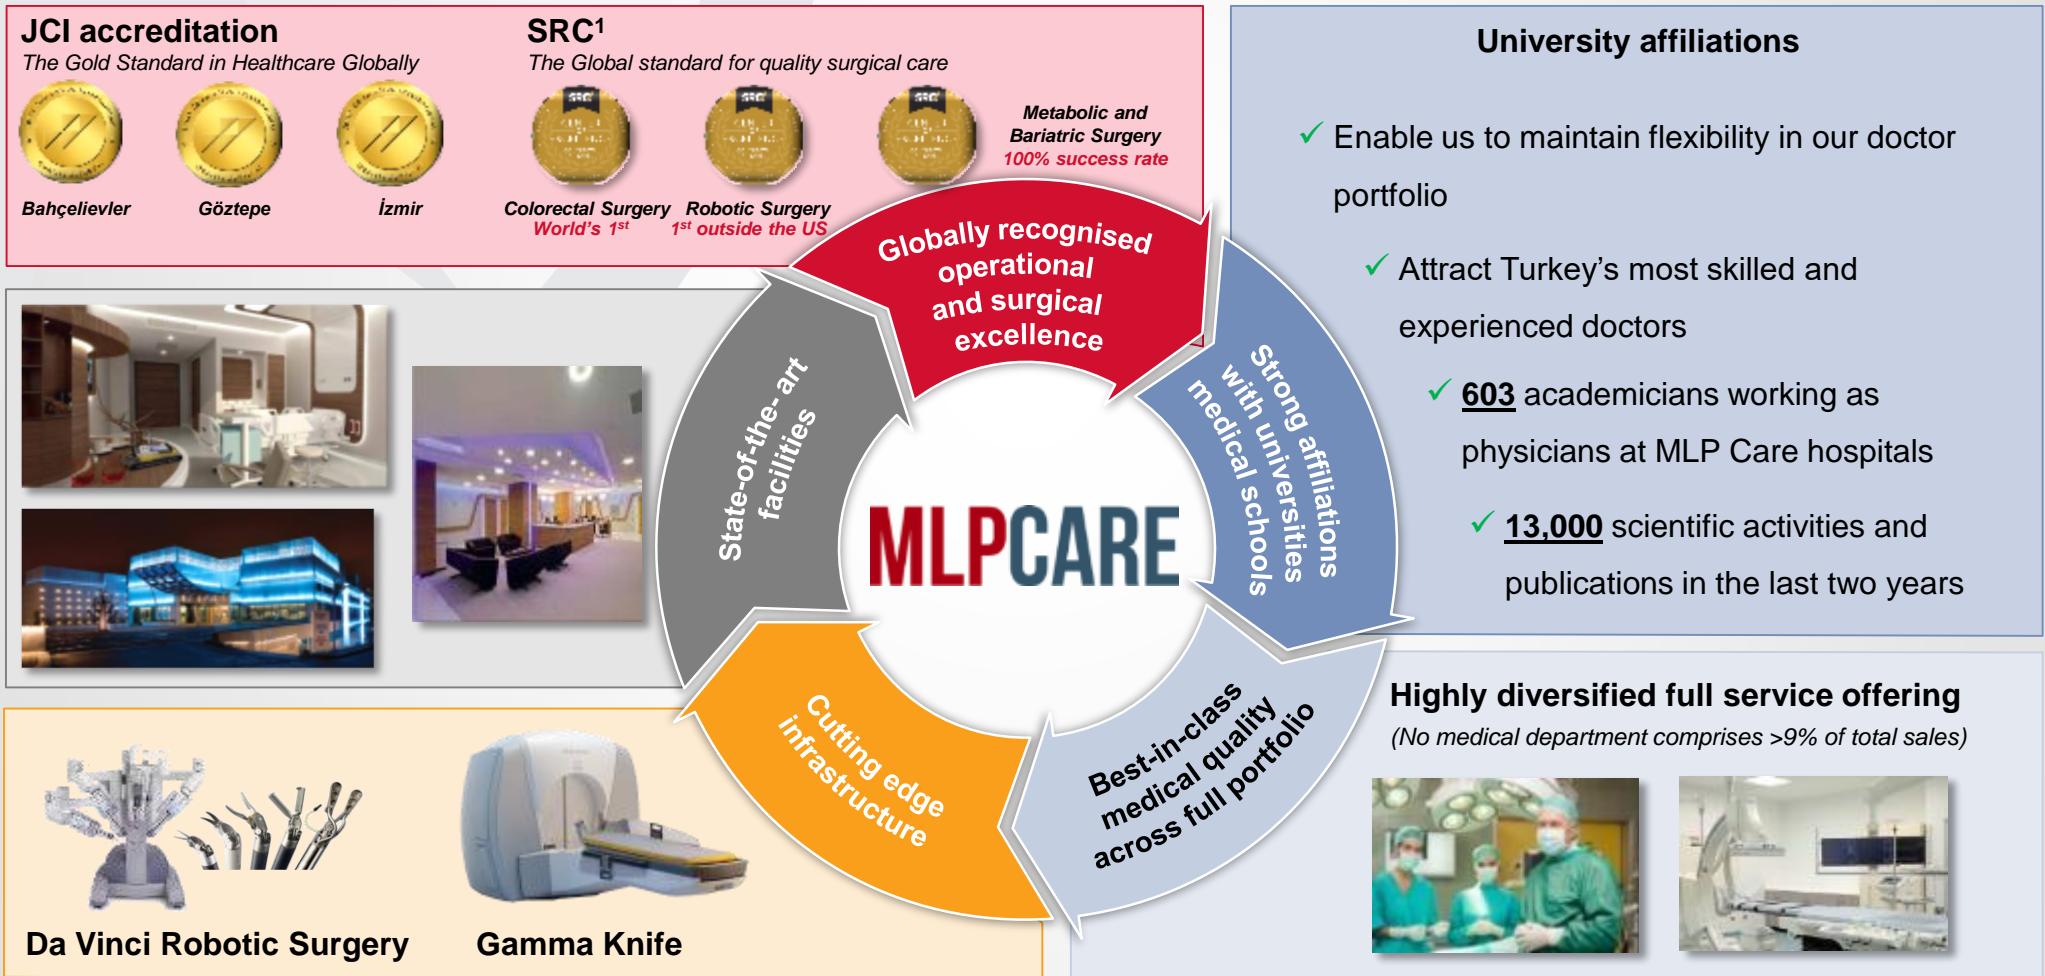 JCI accreditation
The Gold Standard in Healthcare Globally
Bahçelievler
Göztepe
İzmir
SRC1
The Global standard for quality surgical care
SRC
SRC
SRC
Colorectal Surgery
World's 1st
Robotic Surgery
1st outside the US
Metabolic and
Bariatric Surgery
100% success rate
University affiliations
✓ Enable us to maintain flexibility in our doctor
portfolio
✓ Attract Turkey's most skilled and
experienced doctors
✓ 603 academicians working as
physicians at MLP Care hospitals
✓ 13,000 scientific activities and
publications in the last two years
Globally recognised
operational
and surgical
excellence
Strong affiliations
with universities
medical schools
Best-in-class
medical quality
across full portfolio
Cutting edge
infrastructure
State-of-the- art
facilities
MLPCARE
Highly diversified full service offering
(No medical department comprises >9% of total sales)
Da Vinci Robotic Surgery
Gamma Knife